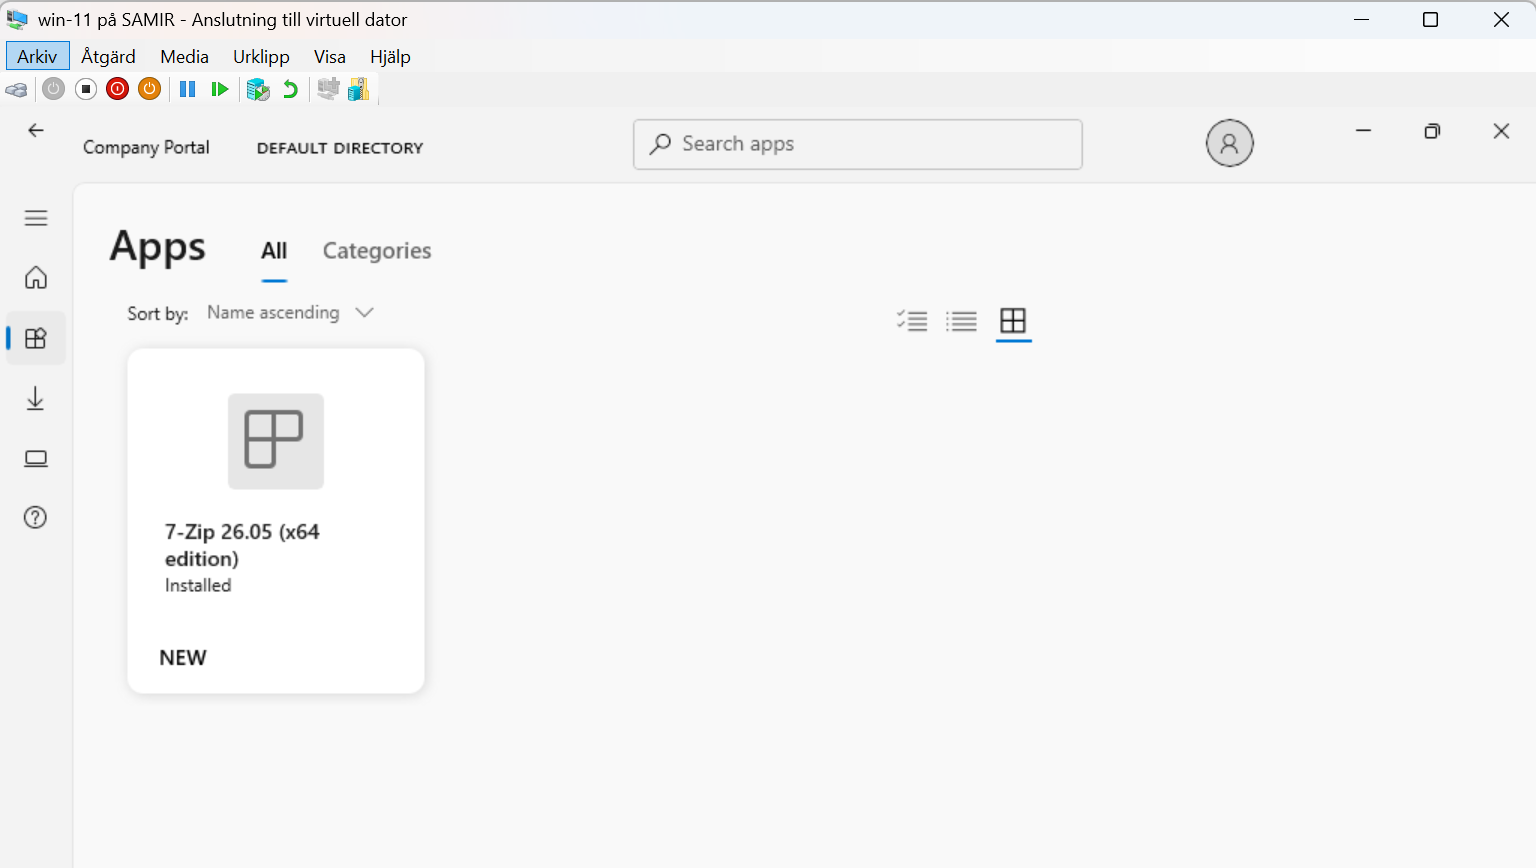 win-11 på SAMIR - Anslutning till virtuell dator
Arkiv Åtgärd Media Urklipp Visa Hjälp
Company Portal DEFAULT DIRECTORY Search apps
Apps All Categories
Sort by: Name ascending
7-Zip 26.05 (x64
edition)
Installed
NEW